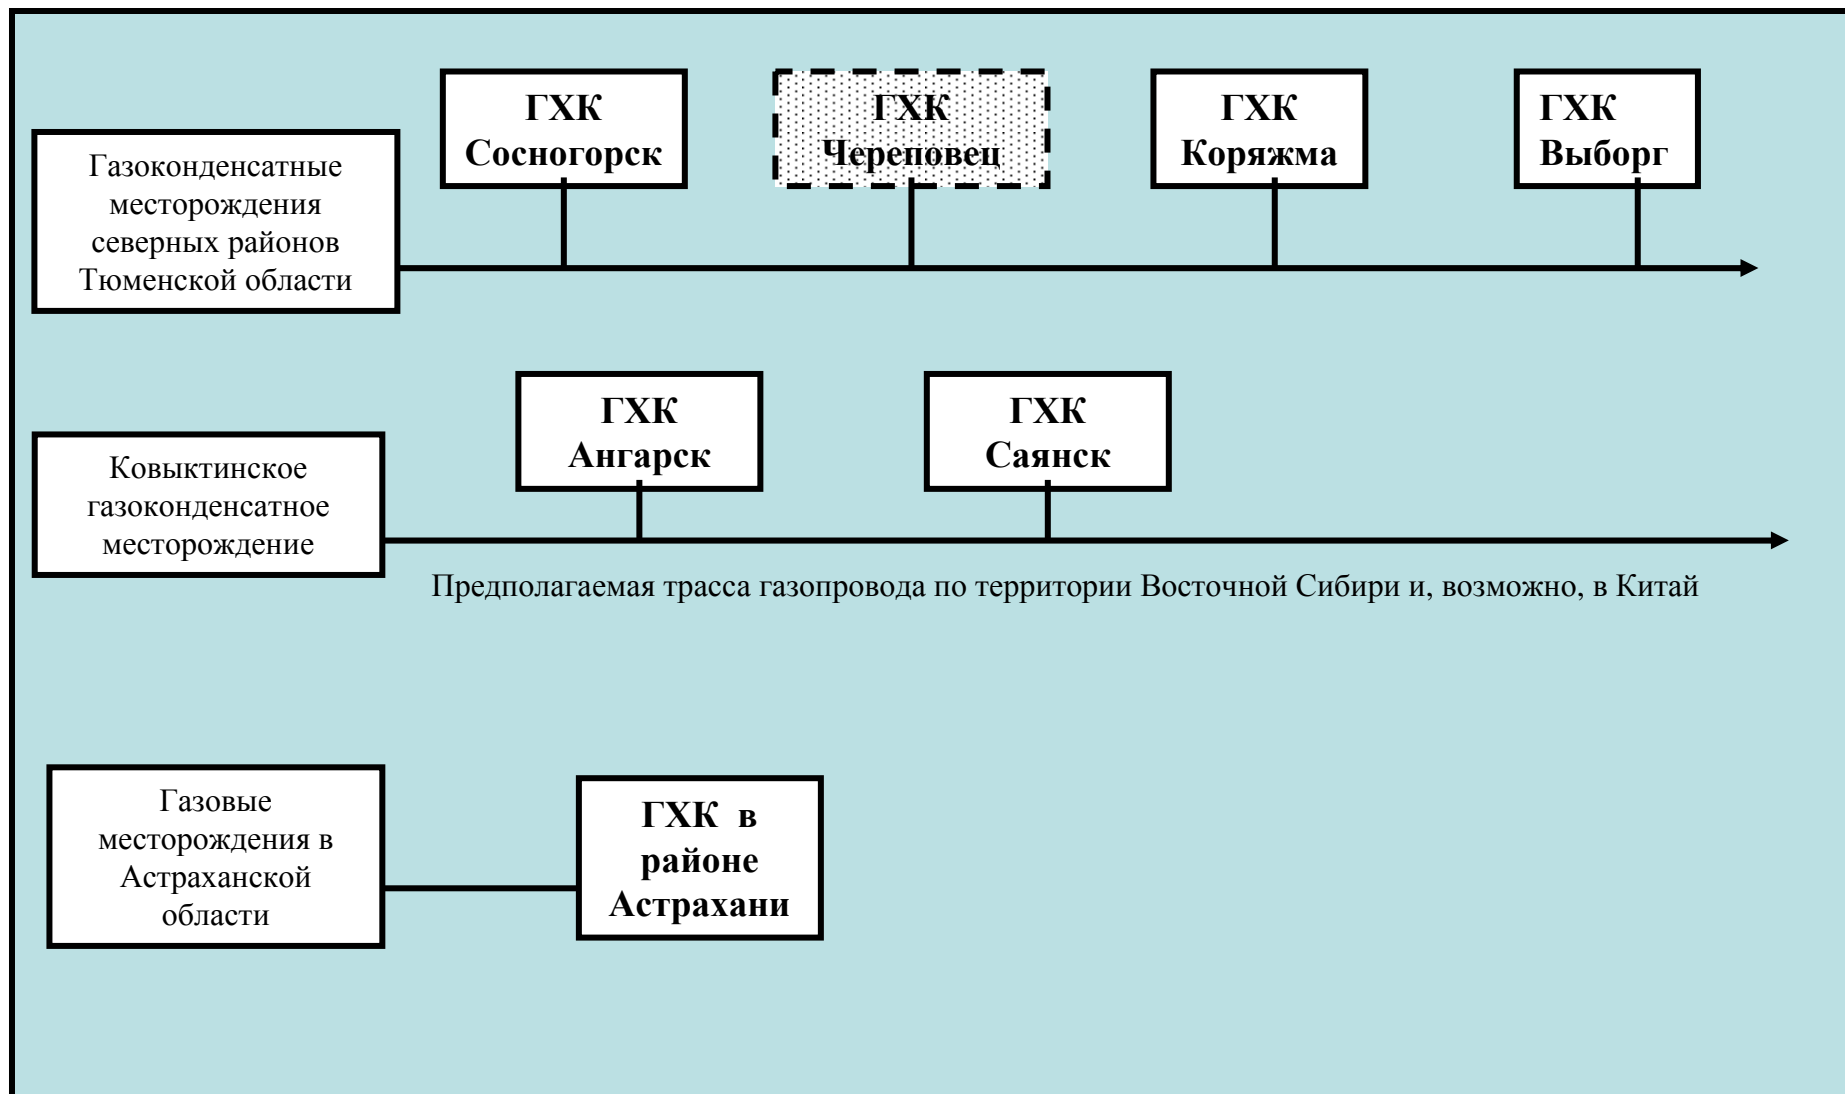 ГХК
Сосногорск
ГХК
Череповец
ГХК
Коряжма
ГХК
Выборг
Газоконденсатные
месторождения
северных районов
Тюменской области
ГХК
Ангарск
ГХК
Саянск
Ковыктинское
газоконденсатное
месторождение
Предполагаемая трасса газопровода по территории Восточной Сибири и, возможно, в Китай
Газовые
месторождения в
Астраханской
области
ГХК в
районе
Астрахани